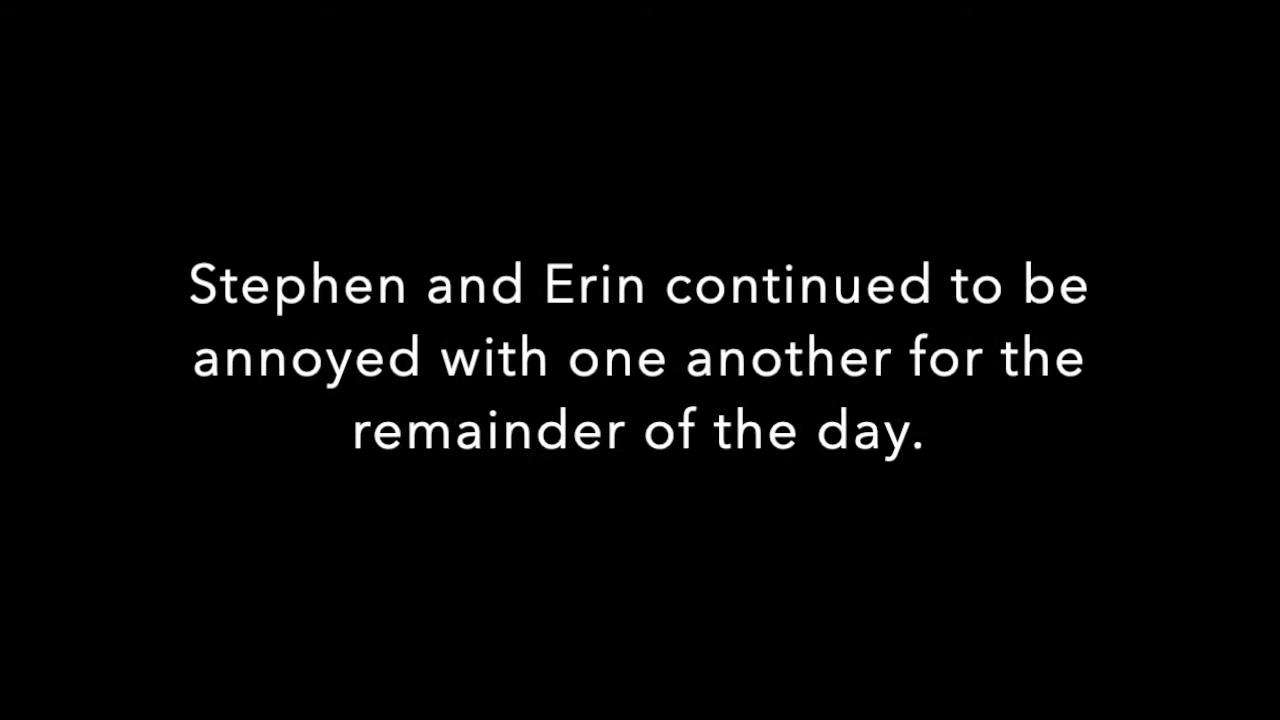 Stephen and Erin continued to be
annoyed with one another for the
remainder of the day.